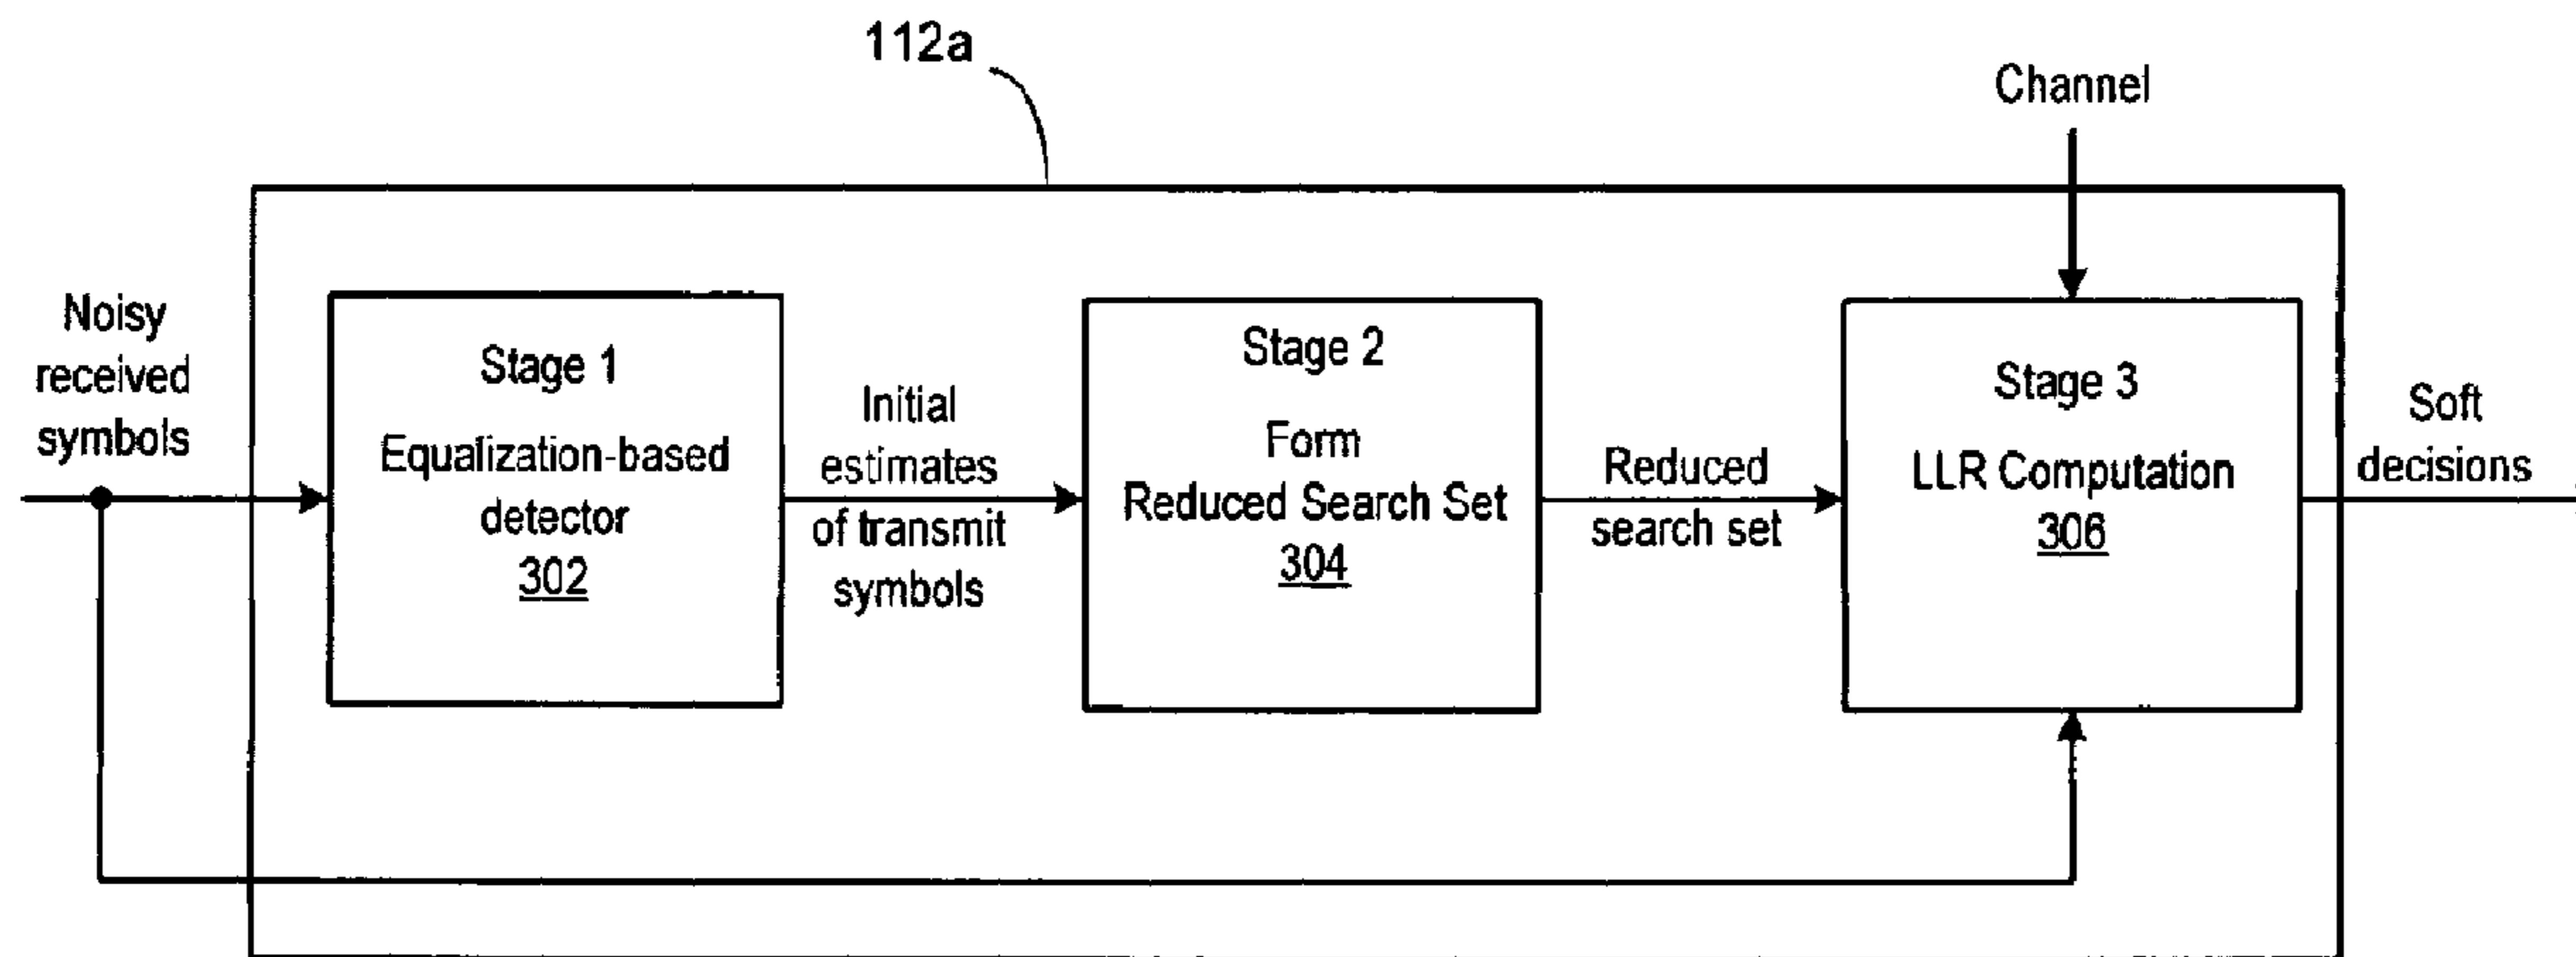 112a
Channel
Noisy
received
symbols
Stage 1
Equalization-based
detector
302
Initial
estimates
of transmit
symbols
Stage 2
Form
Reduced Search Set
304
Reduced
search set
Stage 3
LLR Computation
306
Soft
decisions